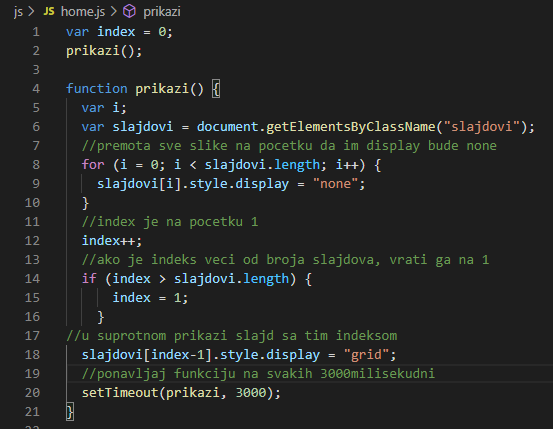 js > JS home.js > prikazi
1 var index = 0;
2 prikazi();
3
4 function prikazi() {
5 var i;
6 var slajdovi = document.getElementsByClassName("slajdovi");
7 //premota sve slike na pocetku da im display bude none
8 for (i = 0; i < slajdovi.length; i++) {
9 slajdovi[i].style.display = "none";
10 }
11 //index je na pocetku 1
12 index++;
13 //ako je indeks veci od broja slajdova, vrati ga na 1
14 if (index > slajdovi.length) {
15 index = 1;
16 }
17 //u suprotnom prikazi slajd sa tim indeksom
18 slajdovi[index-1].style.display = "grid";
19 //ponavljaj funkciju na svakih 3000milisekudni
20 setTimeout(prikazi, 3000);
21 }